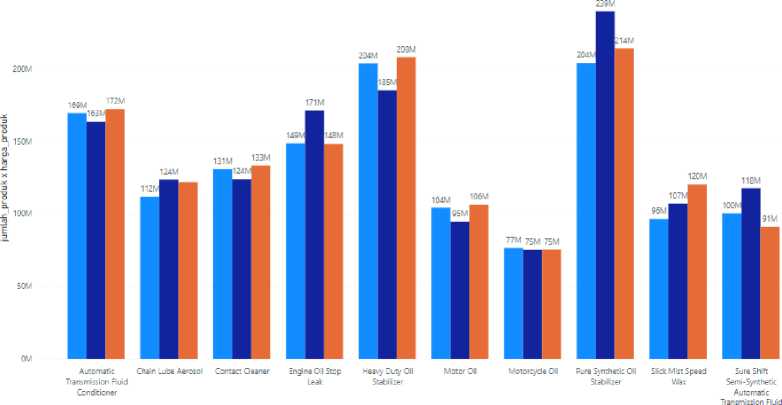 239M
204M
214M
204M
208M
185M
200M
169M
163M
172M
171M
149M
148M
150M
112M
124M
131M
124M
133M
104M
95M
106M
96M
107M
120M
100M
118M
91M
100M
77M
75M
75M
50M
0M
jumlah_produk x harga_produk
Automatic
Transmission Fluid
Conditioner
Chain Lube Aerosol
Contact Cleaner
Engine Oil Stop
Leak
Heavy Duty Oil
Stabilizer
Motor Oil
Motorcycle Oil
Pure Synthetic Oil
Stabilizer
Slick Mist Speed
Wax
Sure Shift
Semi-Synthetic
Automatic
Transmission Fluid